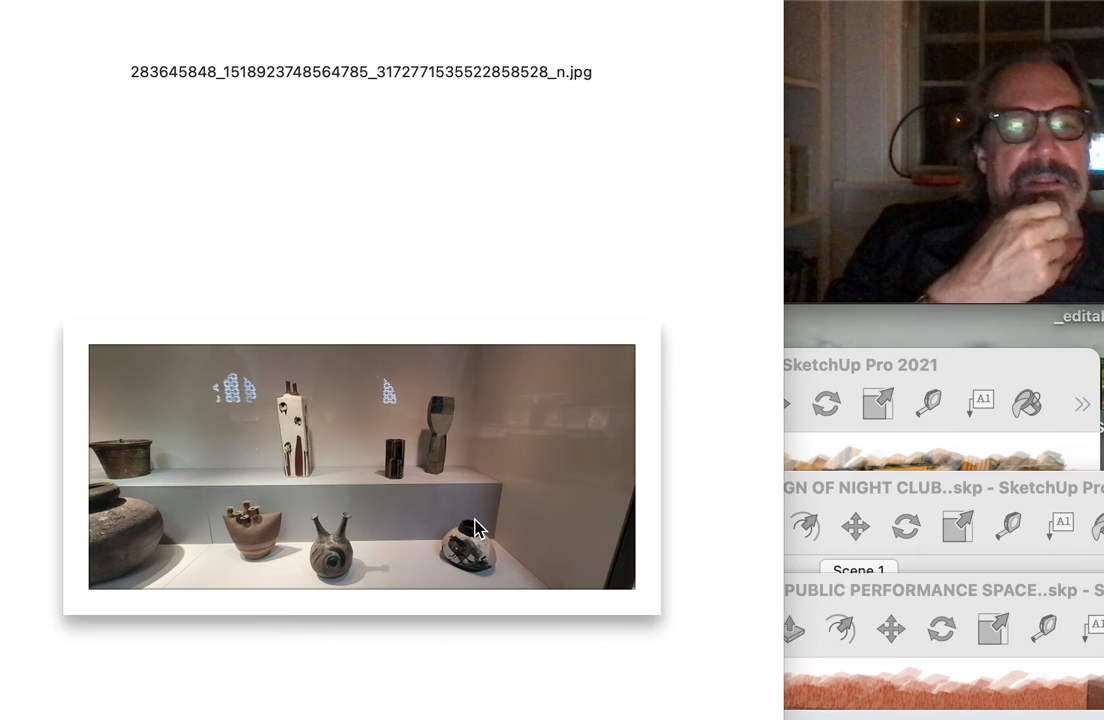 283645848_1518923748564785_3172771535522858528_n.jpg
_edita
SketchUp Pro 2021
A1
GN OF NIGHT CLUB..skp - SketchUp Pro
A1
Scene 1
PUBLIC PERFORMANCE SPACE..skp - S
A1